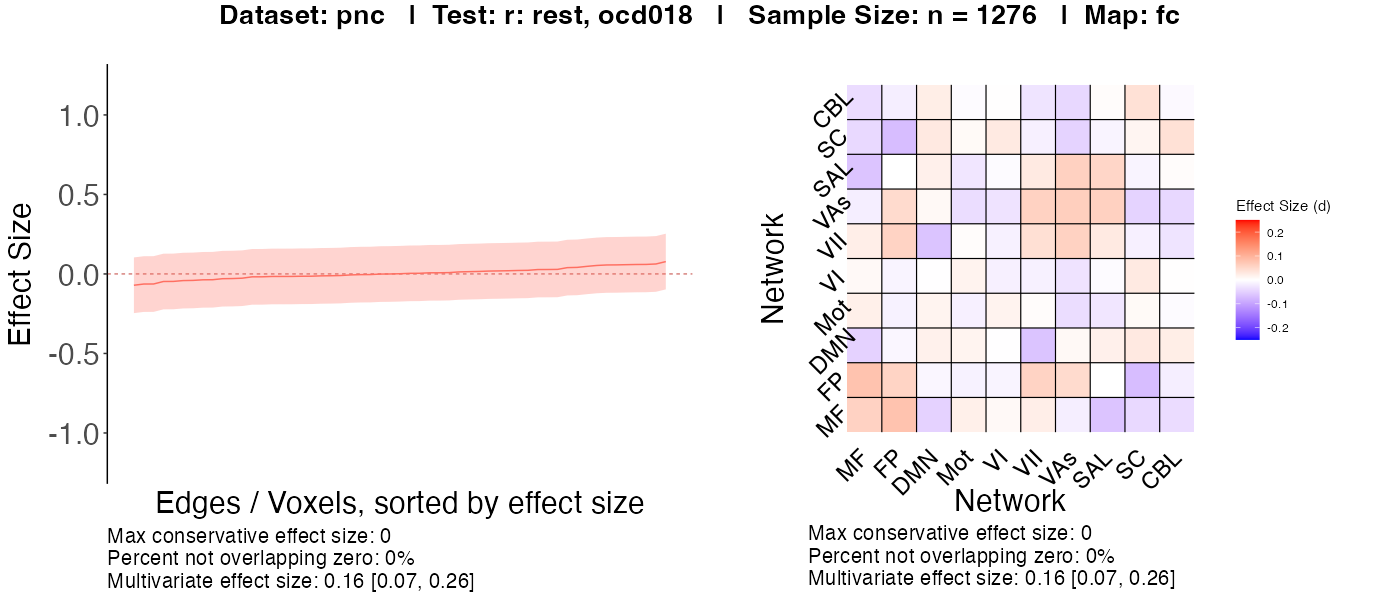 Dataset: pnc | Test: r: rest, ocd018 | Sample Size: n = 1276 | Map: fc
Effect Size
1.0
0.5
0.0
-0.5
-1.0
Edges / Voxels, sorted by effect size
Max conservative effect size: 0
Percent not overlapping zero: 0%
Multivariate effect size: 0.16 [0.07, 0.26]
Network
CBL
SC
SAL
VAs
VII
VI
Mot
DMN
FP
MF
MF
FP
DMN
Mot
VI
VII
VAs
SAL
SC
CBL
Network
Max conservative effect size: 0
Percent not overlapping zero: 0%
Multivariate effect size: 0.16 [0.07, 0.26]
Effect Size (d)
0.2
0.1
0.0
-0.1
-0.2